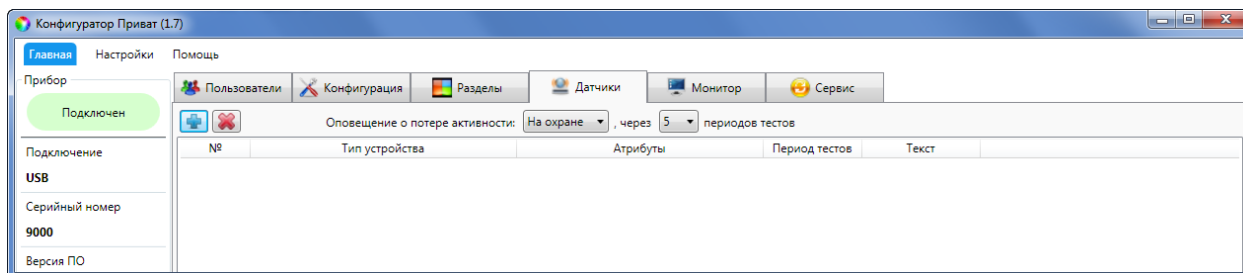 Конфигуратор Приват (1.7)
Главная Настройки Помощь
Прибор
Подключен
Подключение
USB
Серийный номер
9000
Версия ПО
Пользователи Конфигурация Разделы Датчики Монитор Сервис
Оповещение о потере активности: На охране , через 5 периодов тестов
№ Тип устройства Атрибуты Период тестов Текст